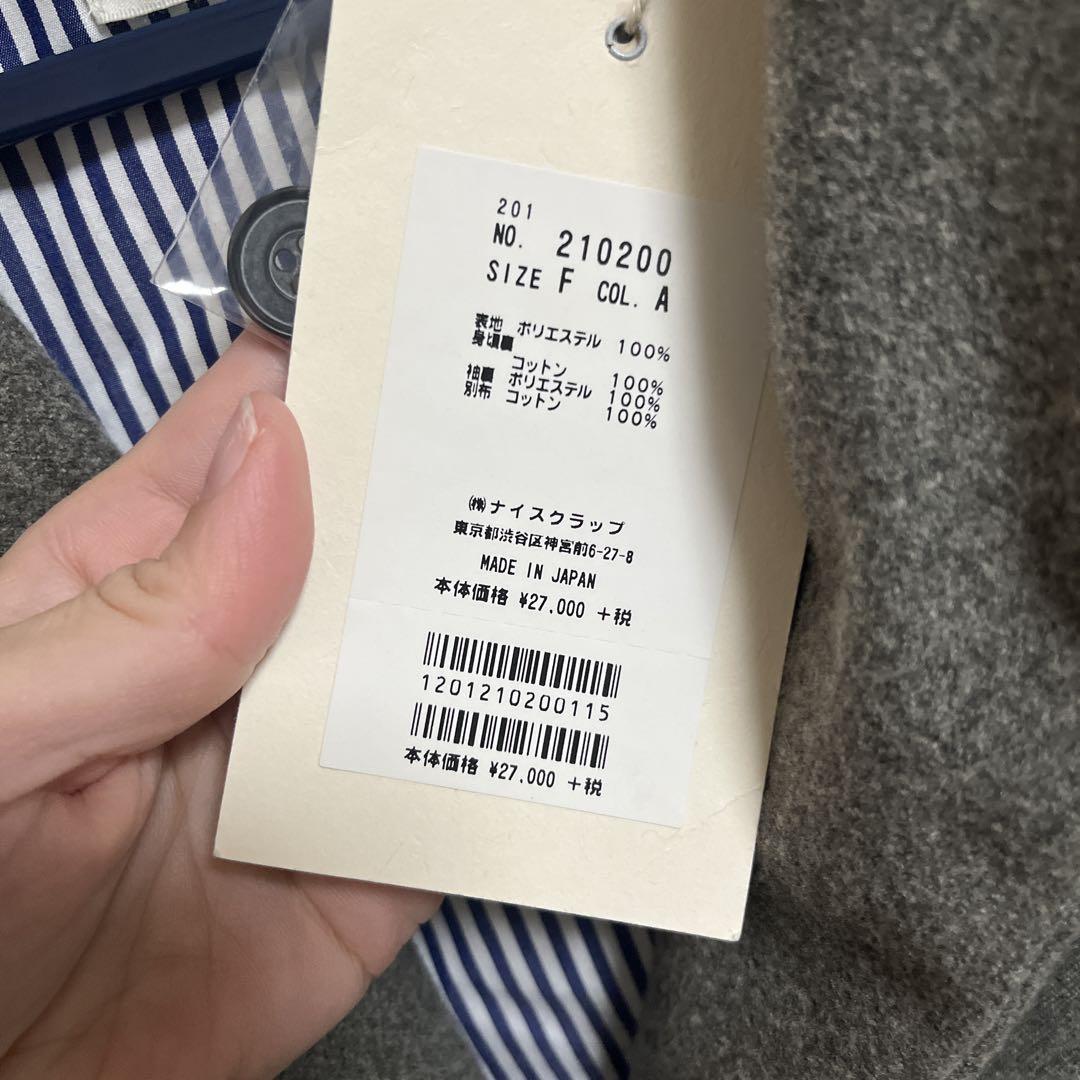 201
NO. 210200
SIZE F COL. A
表地 ポリエステル 100%
身頃裏
コットン 100%
袖裏 ポリエステル 100%
別布 コットン 100%
㈱ナイスクラップ
東京都渋谷区神宮前6-27-8
MADE IN JAPAN
本体価格 ¥27,000 +税
1201210200115
本体価格 ¥27,000 +税